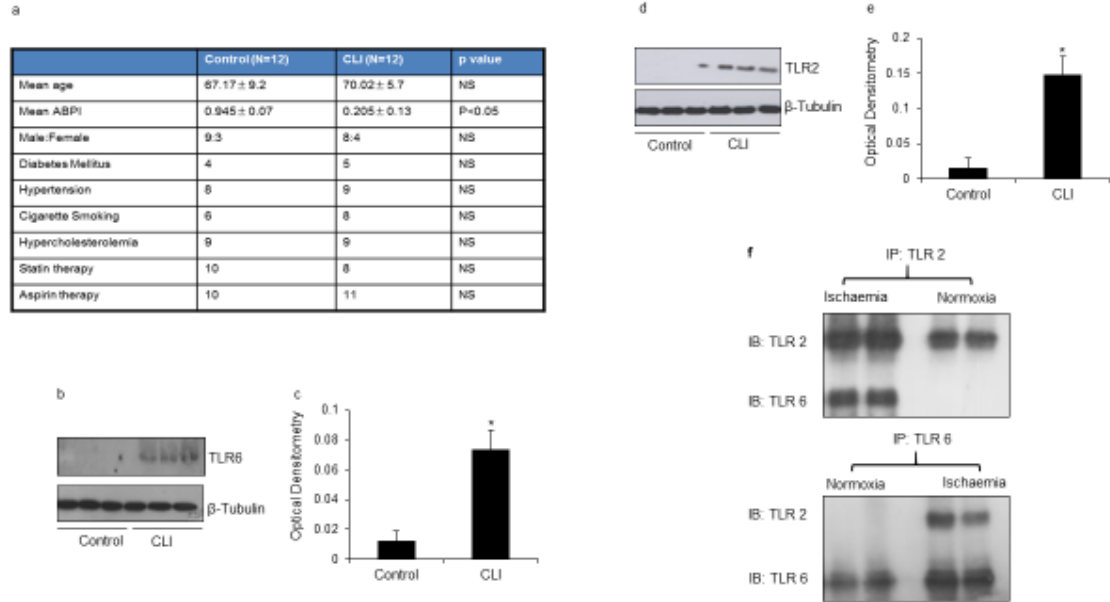 a
Control (N=12) CLI (N=12) p value
Mean age 67.17± 9.2 70.02± 5.7 NS
Mean ABPI 0.945± 0.07 0.205± 0.13 P<0.05
Male:Female 9:3 8:4 NS
Diabetes Mellitus 4 5 NS
Hypertension 8 9 NS
Cigarette Smoking 6 8 NS
Hypercholesterolemia 9 9 NS
Statin therapy 10 8 NS
Aspirin therapy 10 11 NS
b
TLR6
β-Tubulin
Control CLI
c
Optical Densitometry
0.1
0.08
0.06
0.04
0.02
0
*
Control CLI
d
TLR2
β-Tubulin
Control CLI
e
Optical Densitometry
0.2
0.15
0.1
0.05
0
*
Control CLI
f
IP: TLR 2
Ischaemia Normoxia
IB: TLR 2
IB: TLR 6
IP: TLR 6
Normoxia Ischaemia
IB: TLR 2
IB: TLR 6